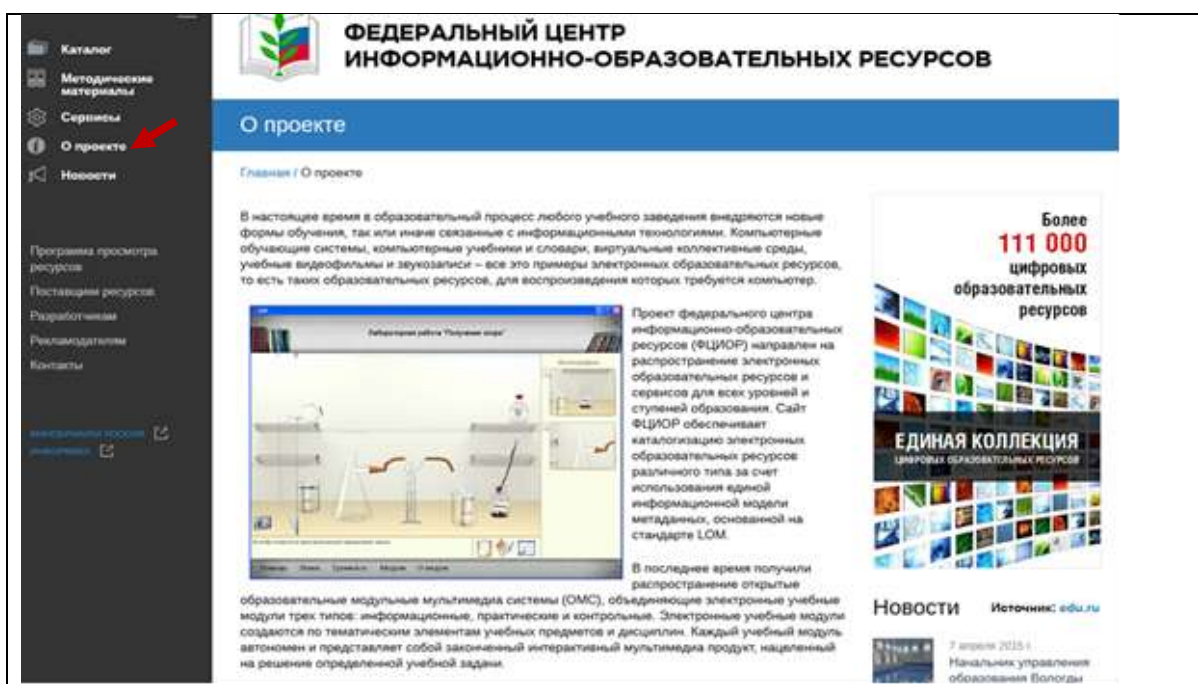 ФЕДЕРАЛЬНЫЙ ЦЕНТР
ИНФОРМАЦИОННО-ОБРАЗОВАТЕЛЬНЫХ РЕСУРСОВ
Каталог
Методические
материалы
Сервисы
О проекте
Новости
Программа просмотра
ресурсов
Поставщики ресурсов
Разработчикам
Рекламодателям
Контакты
О проекте
Главная / О проекте
В настоящее время в образовательный процесс любого учебного заведения внедряются новые
формы обучения, так или иначе связанные с информационными технологиями. Компьютерные
обучающие системы, компьютерные учебники и словари, виртуальные коллективные среды,
учебные видеофильмы и звукозаписи – все это примеры электронных образовательных ресурсов,
то есть таких образовательных ресурсов, для воспроизведения которых требуется компьютер.
Лабораторная работа "Получение хлора"
Проект федерального центра
информационно-образовательных
ресурсов (ФЦИОР) направлен на
распространение электронных
образовательных ресурсов и
сервисов для всех уровней и
ступеней образования. Сайт
ФЦИОР обеспечивает
каталогизацию электронных
образовательных ресурсов
различного типа за счет
использования единой
информационной модели
метаданных, основанной на
стандарте LOM.
В последнее время получили
распространение открытые
образовательные модульные мультимедиа системы (ОМС), объединяющие электронные учебные
модули трех типов: информационные, практические и контрольные. Электронные учебные модули
создаются по тематическим элементам учебных предметов и дисциплин. Каждый учебный модуль
автономен и представляет собой законченный интерактивный мультимедиа продукт, нацеленный
на решение определенной учебной задачи.
Более
111 000
цифровых
образовательных
ресурсов
ЕДИНАЯ КОЛЛЕКЦИЯ
ЦИФРОВЫХ ОБРАЗОВАТЕЛЬНЫХ РЕСУРСОВ
Новости Источник: edu.ru
7 апреля 2015 г.
Начальник управления
образования Вологды